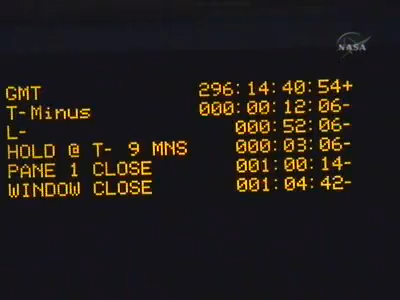 NASA
GMT 296:14:40:54+
T-Minus 000:00:12:06-
L- 000:52:06-
HOLD @ T- 9 MNS 000:03:06-
PANE 1 CLOSE 001:00:14-
WINDOW CLOSE 001:04:42-